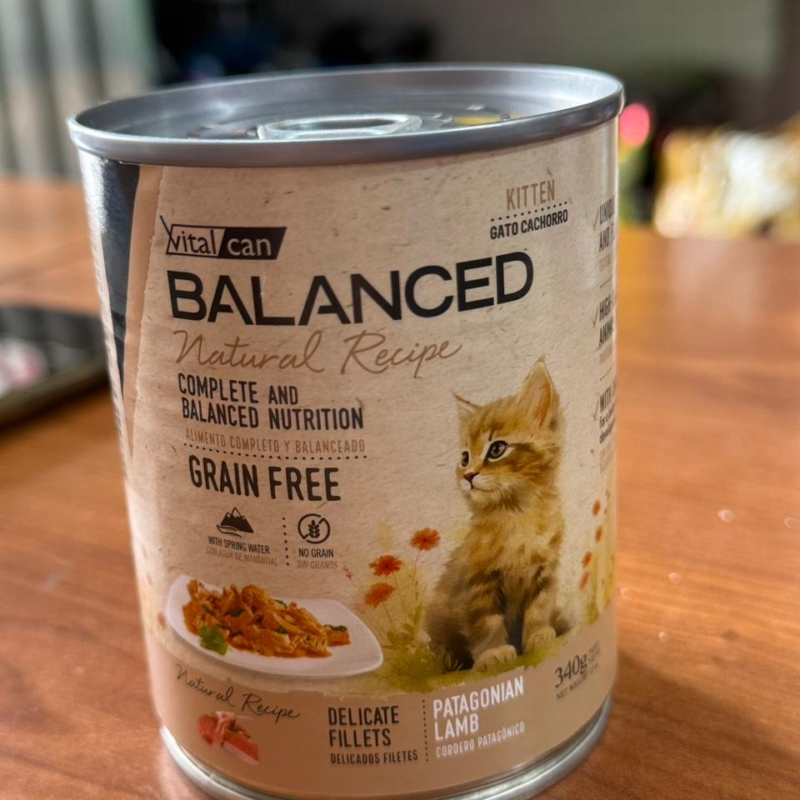 KITTEN
GATO CACHORRO
Vital can
BALANCED
Natural Recipe
COMPLETE AND
BALANCED NUTRITION
ALIMENTO COMPLETO Y BALANCEADO
GRAIN FREE
WITH SPRING WATER
CON AGUA DE MANANTIAL
NO GRAIN
SIN GRANOS
Natural Recipe
DELICATE
FILLETS
DELICADOS FILETES
PATAGONIAN
LAMB
CORDERO PATAGÓNICO
340g